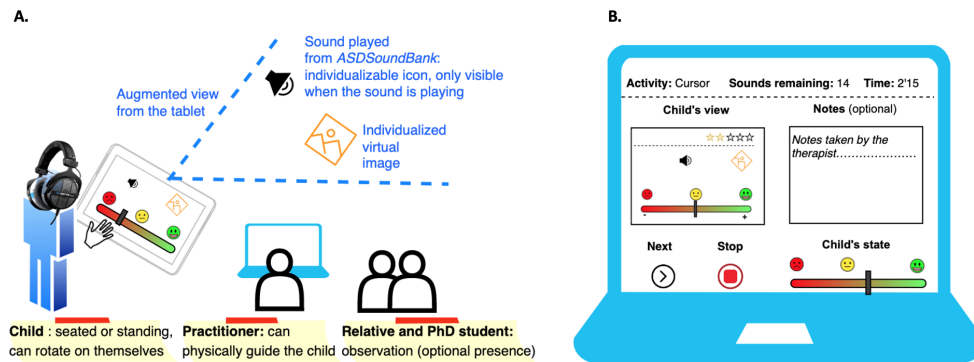 A.
Sound played
from ASDSoundBank:
individualizable icon, only visible
when the sound is playing
Augmented view
from the tablet
Individualized
virtual
image
Child : seated or standing,
can rotate on themselves
Practitioner: can
physically guide the child
Relative and PhD student:
observation (optional presence)
B.
Activity: Cursor Sounds remaining: 14 Time: 2'15
Child's view
Notes (optional)
Notes taken by the
therapist.....................
- +
Next Stop
Child's state